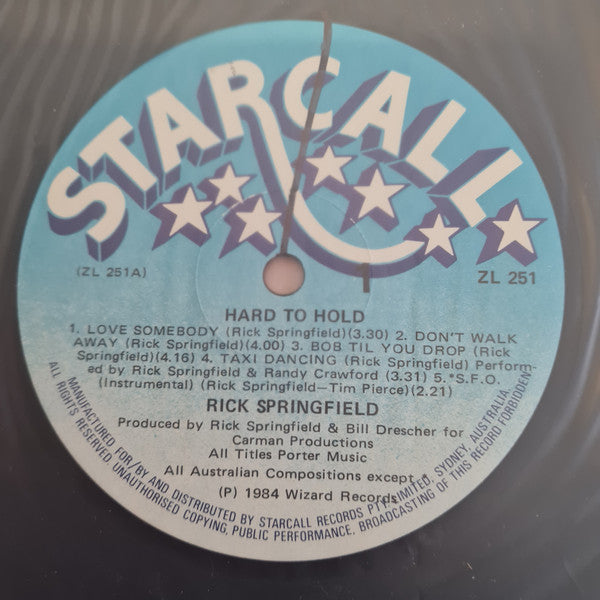 STARCALL
(ZL 251A)
1
ZL 251
HARD TO HOLD
1. LOVE SOMEBODY (Rick Springfield)(3.30) 2. DON'T WALK
AWAY (Rick Springfield)(4.00) 3. BOB TIL YOU DROP (Rick
Springfield)(4.16) 4. TAXI DANCING (Rick Springfield) Perform-
ed by Rick Springfield & Randy Crawford (3.31) 5.*S.F.O.
(Instrumental) (Rick Springfield—Tim Pierce)(2.21)
RICK SPRINGFIELD
Produced by Rick Springfield & Bill Drescher for
Carman Productions
All Titles Porter Music
All Australian Compositions except *
(P) 1984 Wizard Records
MANUFACTURED FOR/BY AND DISTRIBUTED BY STARCALL RECORDS PTY. LIMITED, SYDNEY, AUSTRALIA.
ALL RIGHTS RESERVED UNAUTHORISED COPYING, PUBLIC PERFORMANCE, BROADCASTING OF THIS RECORD FORBIDDEN